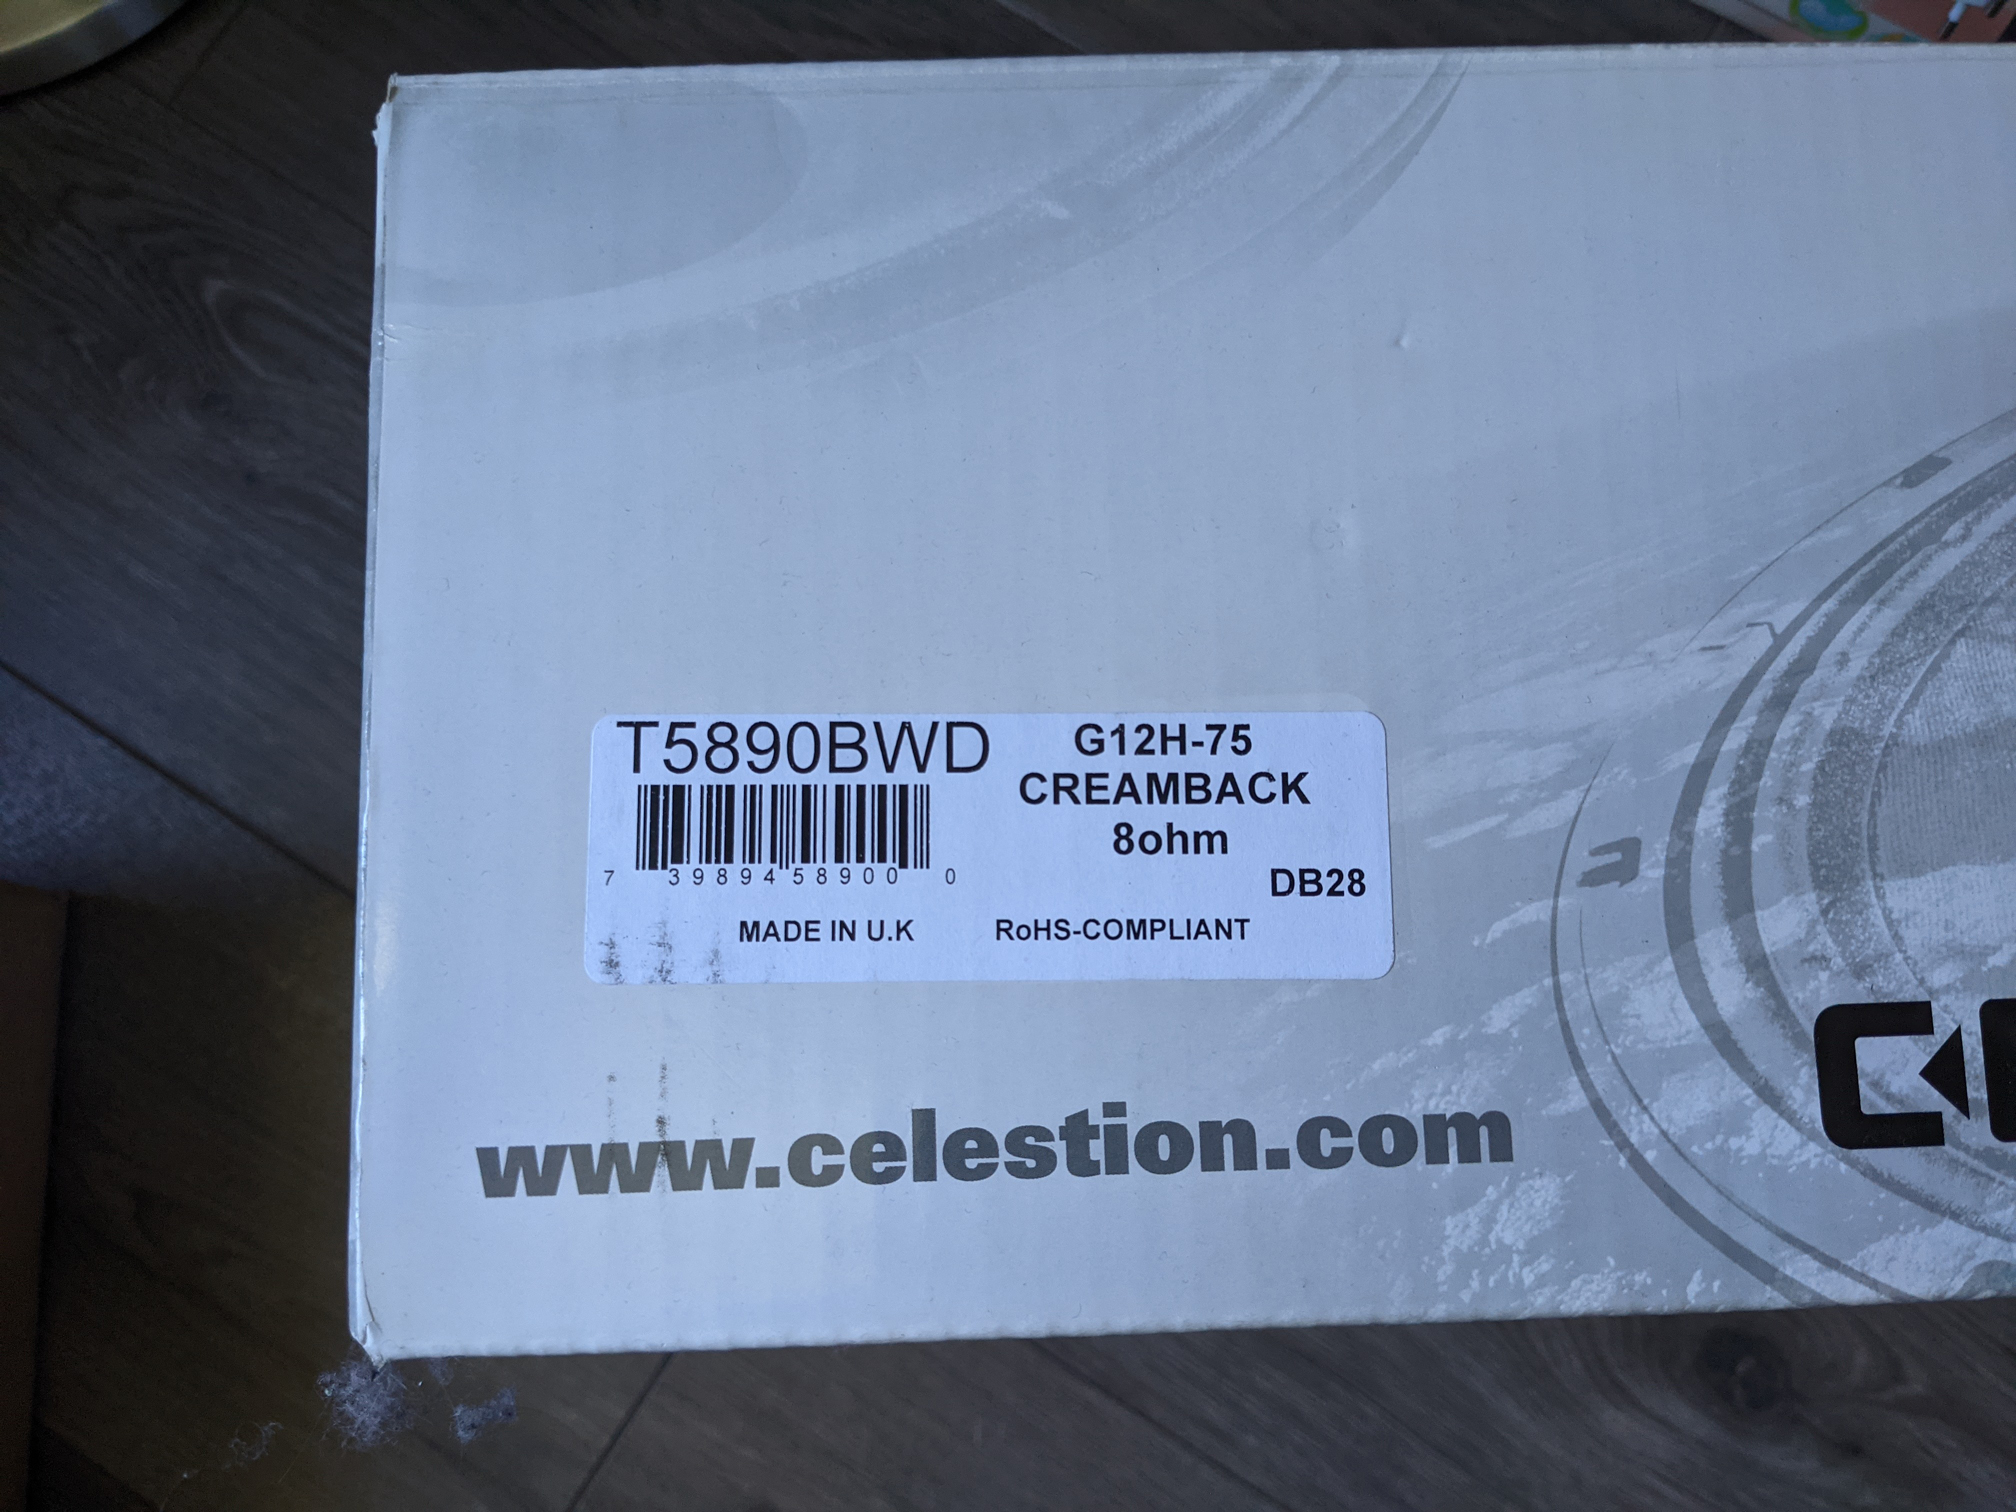 T5890BWD
G12H-75
CREAMBACK
8ohm
7 39894 58900 0
DB28
MADE IN U.K
RoHS-COMPLIANT
www.celestion.com